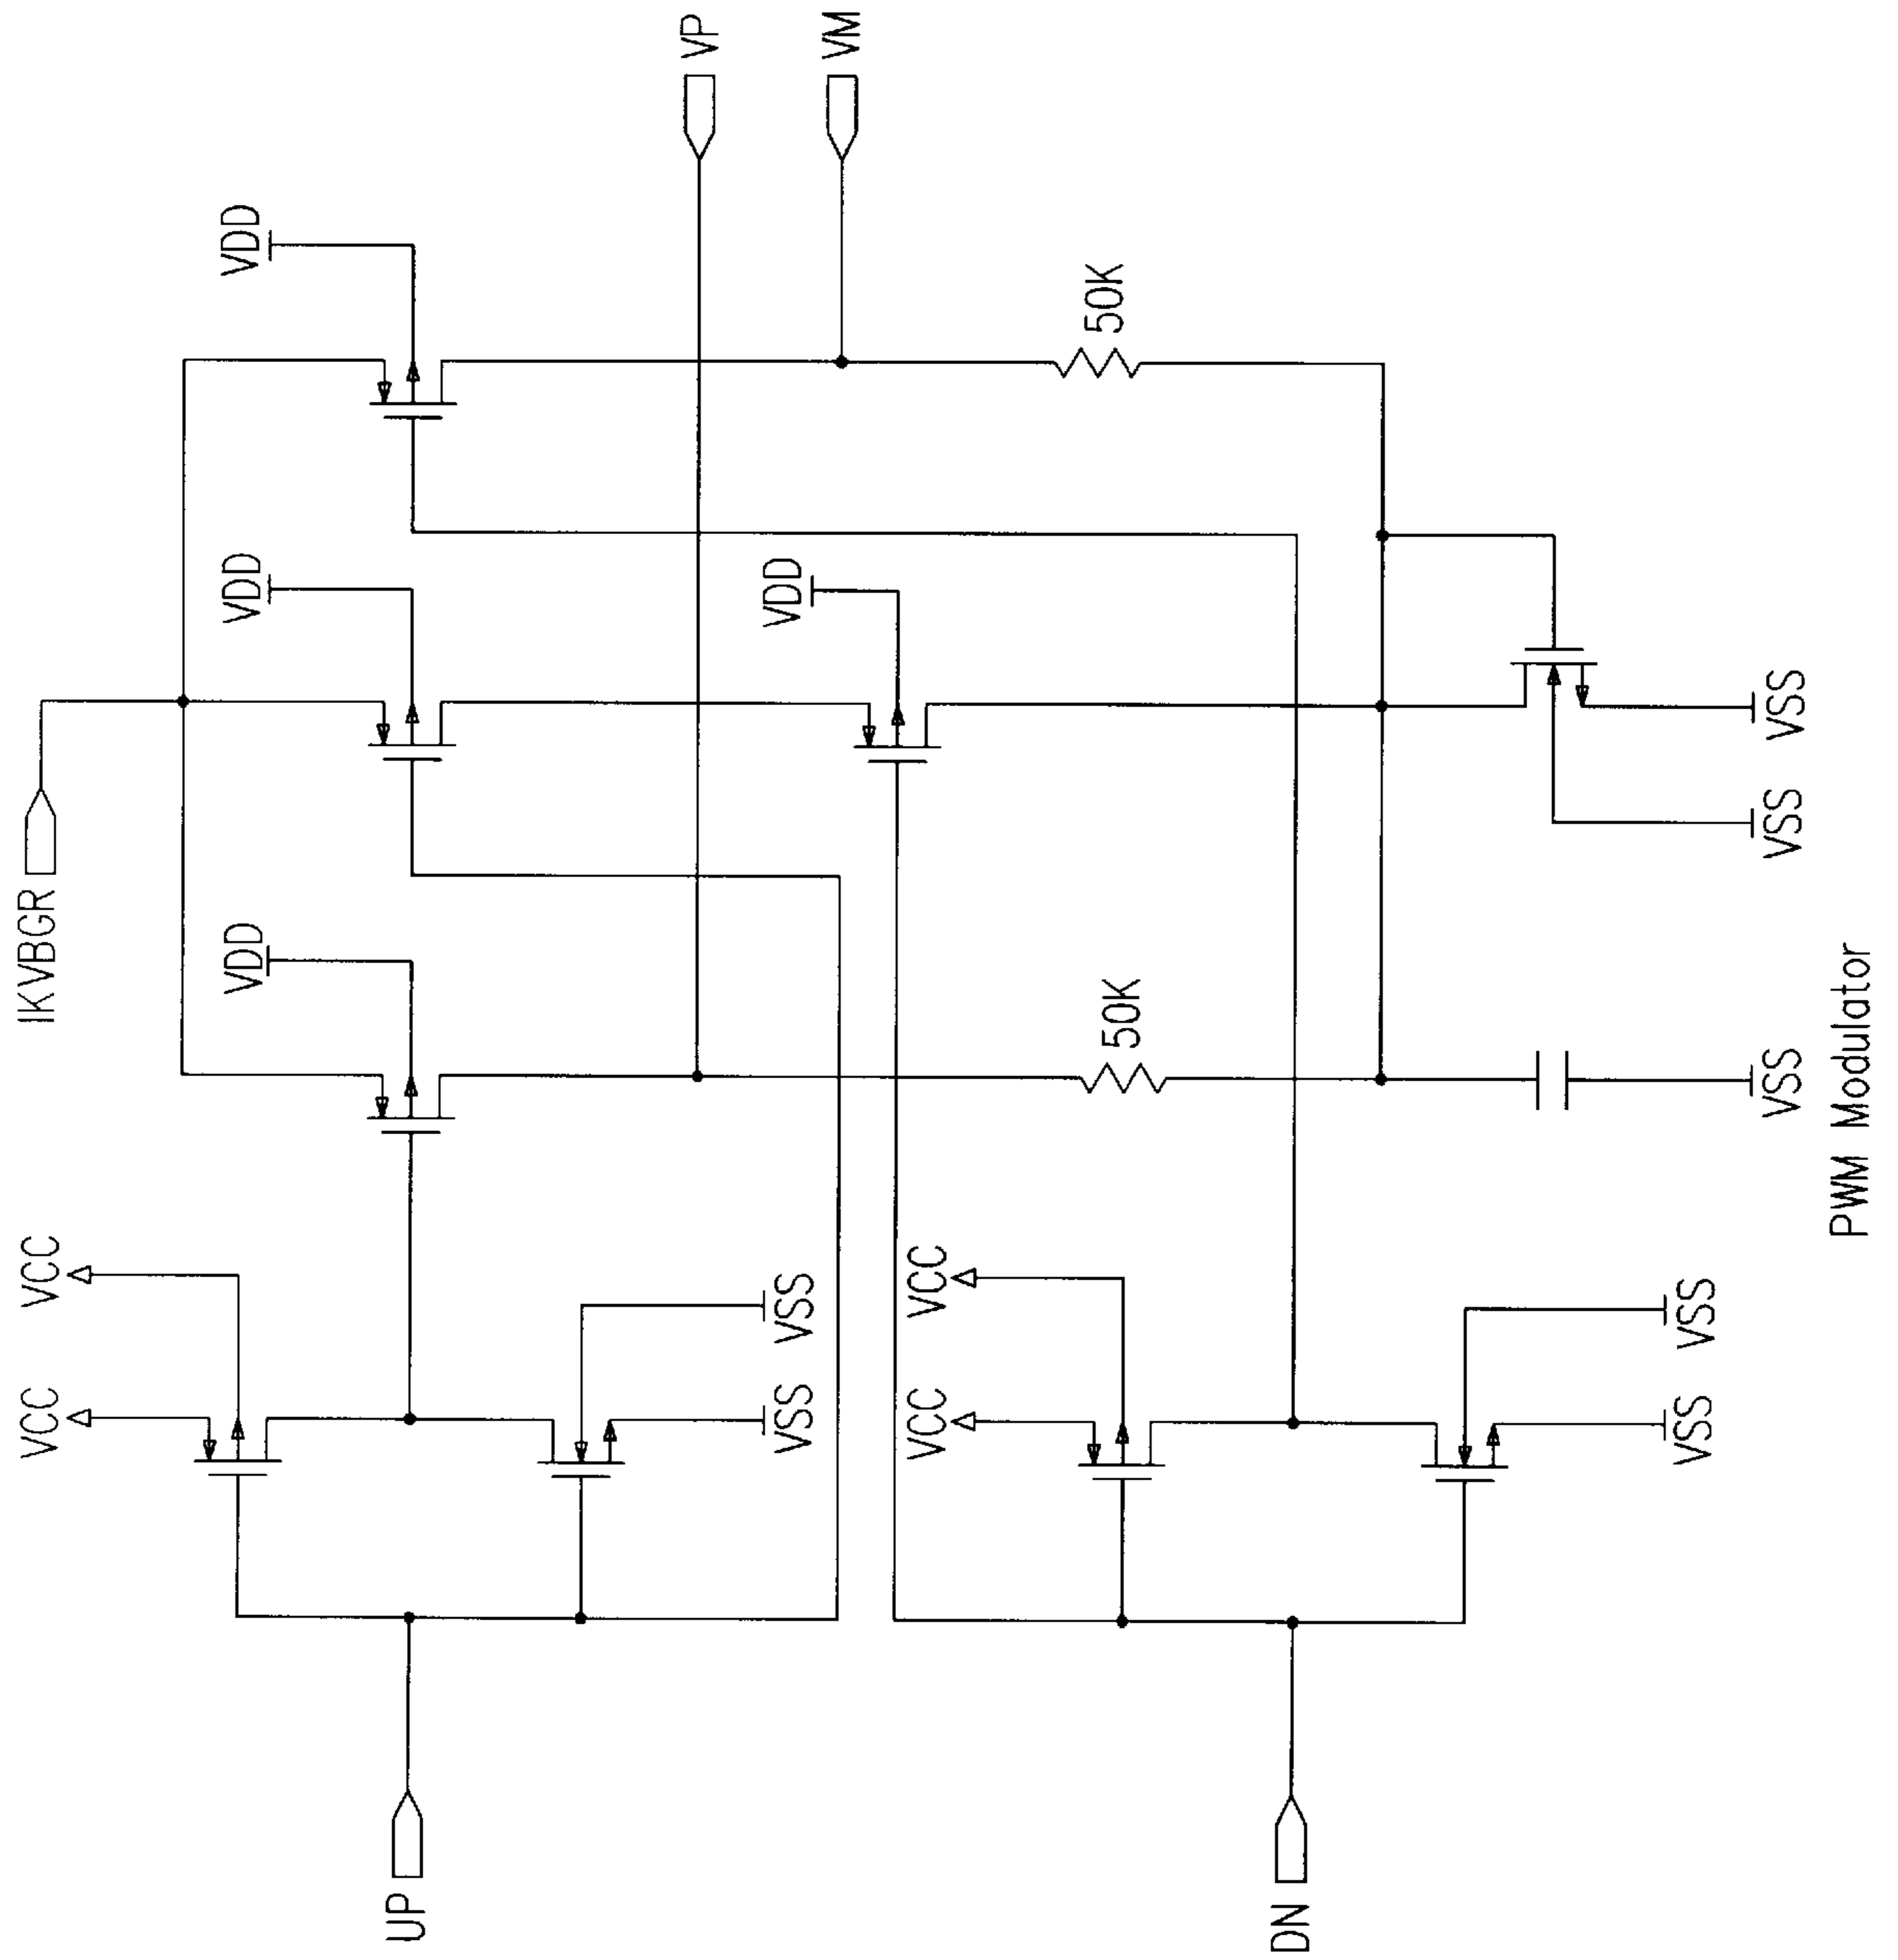 IKVBGR
VDD
VDD
VDD
VP
VM
VCC
VCC
VDD
UP
VSS
VSS
50K
50K
VCC
VCC
DN
VSS
VSS
VSS
VSS
VSS
PWM Modulator